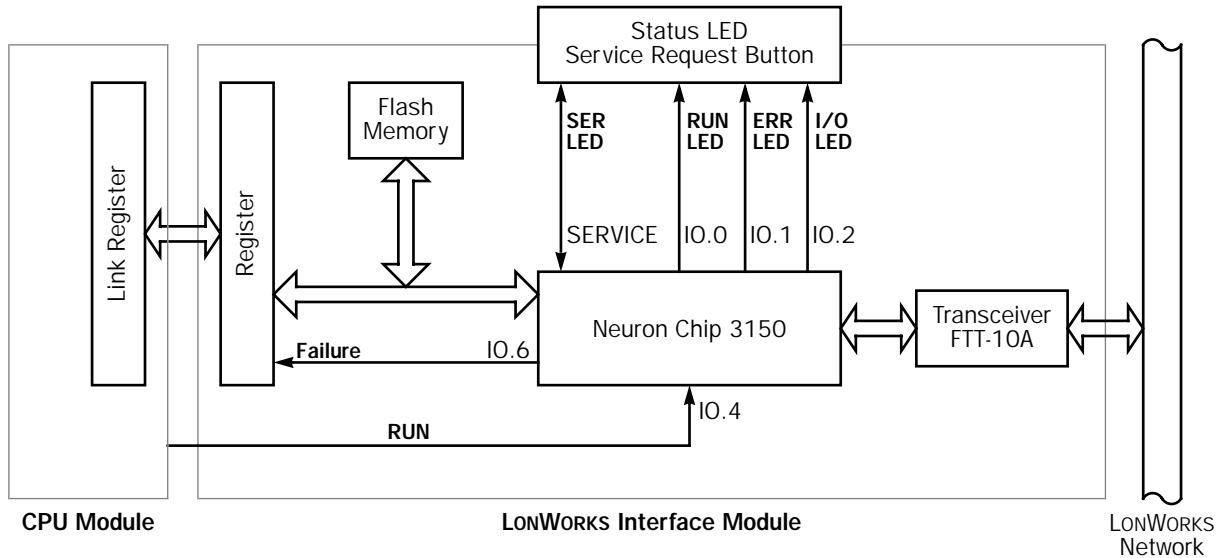 Status LED
Service Request Button
Flash
Memory
SER
LED
RUN
LED
ERR
LED
I/O
LED
Link Register
Register
SERVICE
IO.0
IO.1
IO.2
Neuron Chip 3150
Transceiver
FTT-10A
Failure
IO.6
IO.4
RUN
CPU Module
LONWORKS Interface Module
LONWORKS
Network